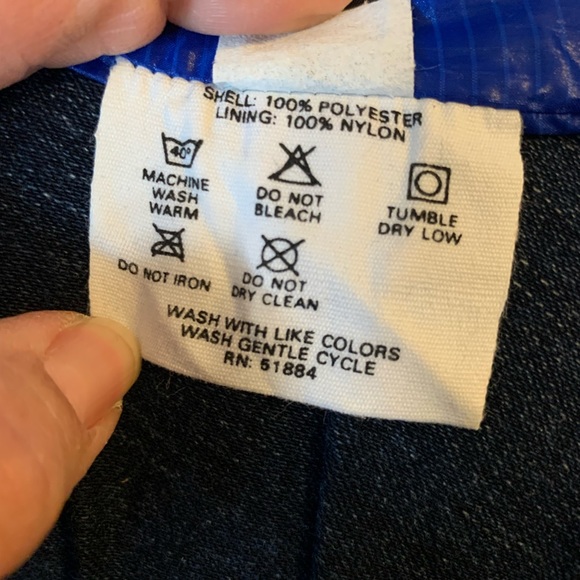 SHELL: 100% POLYESTER
LINING: 100% NYLON
40°
MACHINE
WASH
WARM
DO NOT
BLEACH
TUMBLE
DRY LOW
DO NOT IRON
DO NOT
DRY CLEAN
WASH WITH LIKE COLORS
WASH GENTLE CYCLE
RN: 51884